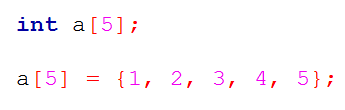 int a[5];
a[5] = {1, 2, 3, 4, 5};